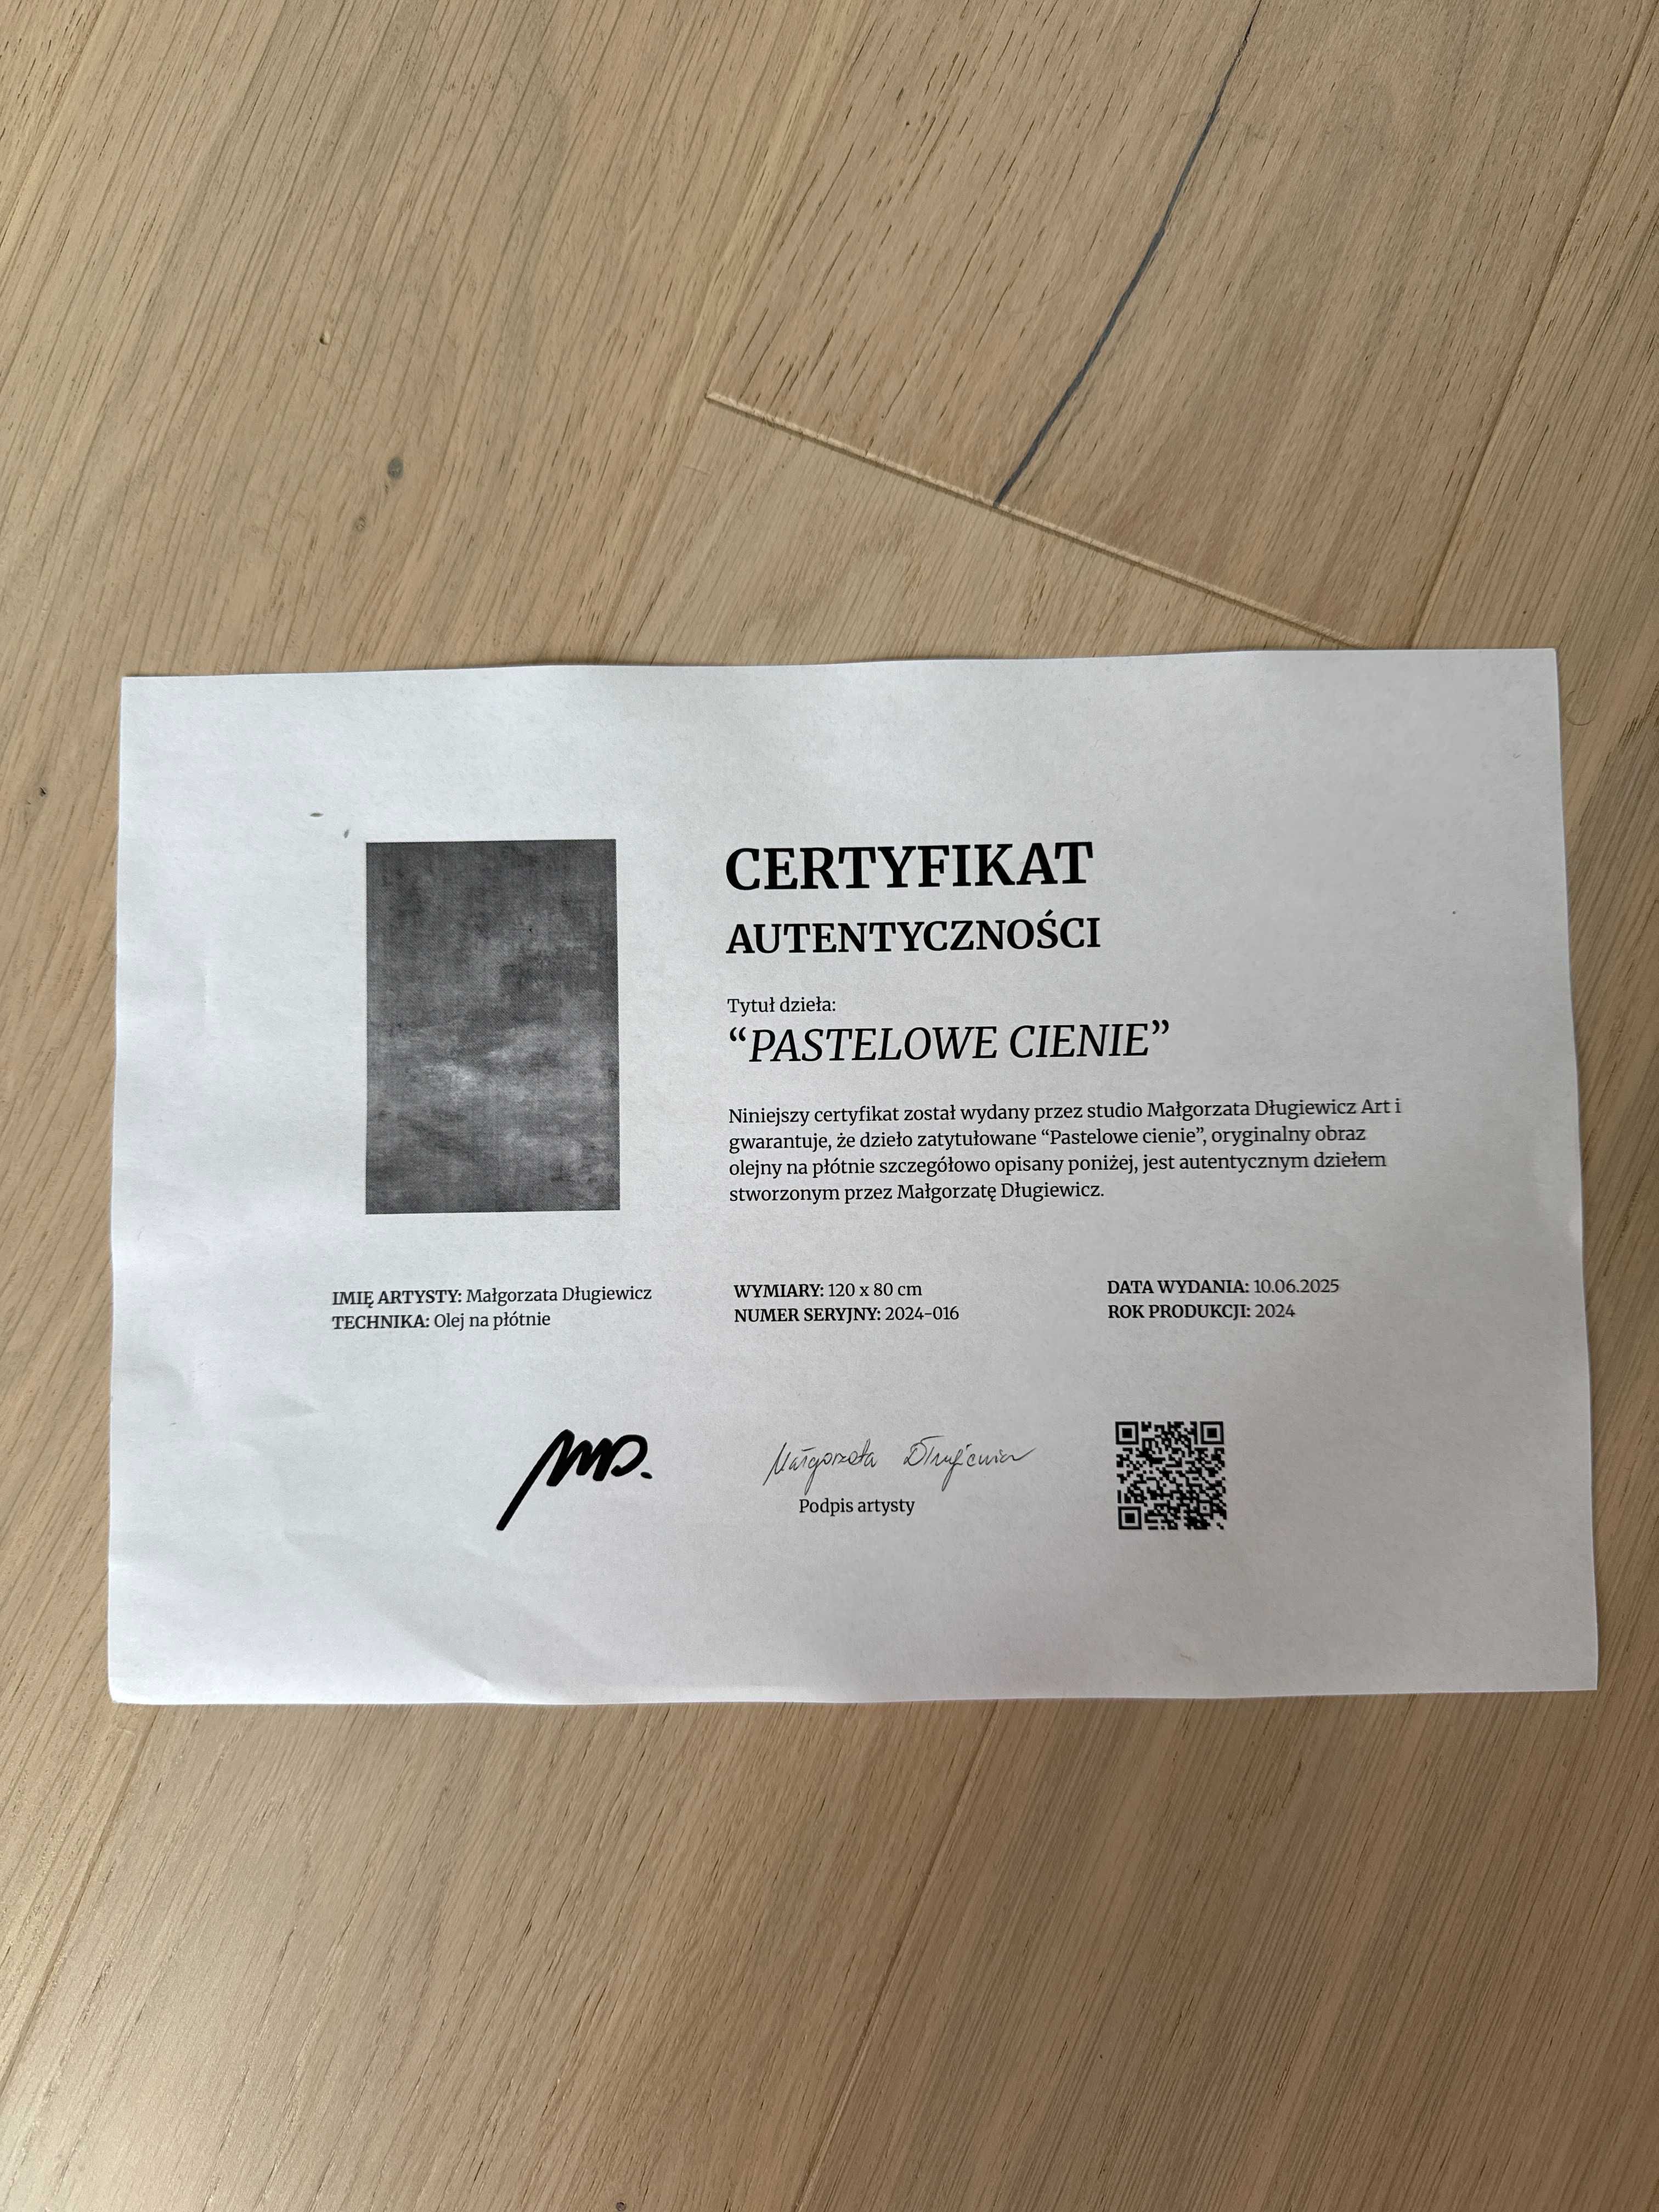 CERTYFIKAT
AUTENTYCZNOŚCI
Tytuł dzieła:
“PASTELOWE CIENIE”
Niniejszy certyfikat został wydany przez studio Małgorzata Długiewicz Art i
gwarantuje, że dzieło zatytułowane “Pastelowe cienie”, oryginalny obraz
olejny na płótnie szczegółowo opisany poniżej, jest autentycznym dziełem
stworzonym przez Małgorzatę Długiewicz.
IMIĘ ARTYSTY: Małgorzata Długiewicz
TECHNIKA: Olej na płótnie
WYMIARY: 120 x 80 cm
NUMER SERYJNY: 2024-016
DATA WYDANIA: 10.06.2025
ROK PRODUKCJI: 2024
Małgorzata Długiewicz
Podpis artysty